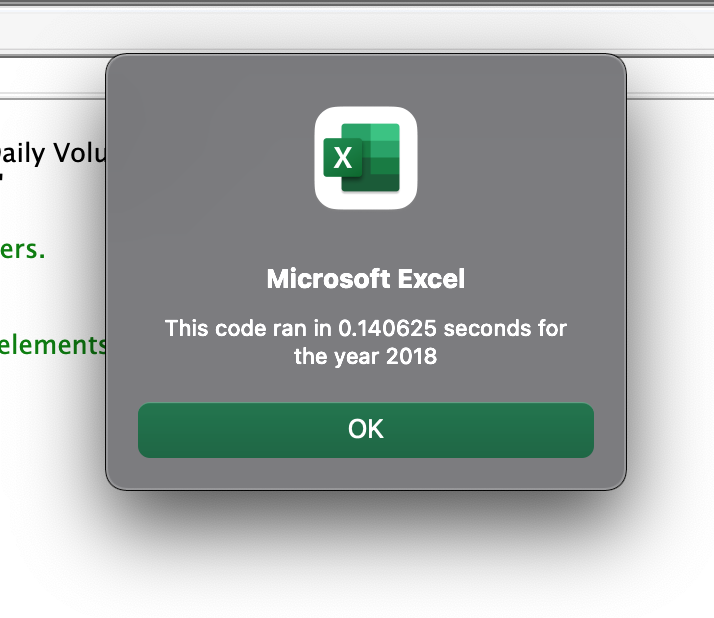 aily Volu
ers.
elements
X
Microsoft Excel
This code ran in 0.140625 seconds for
the year 2018
OK